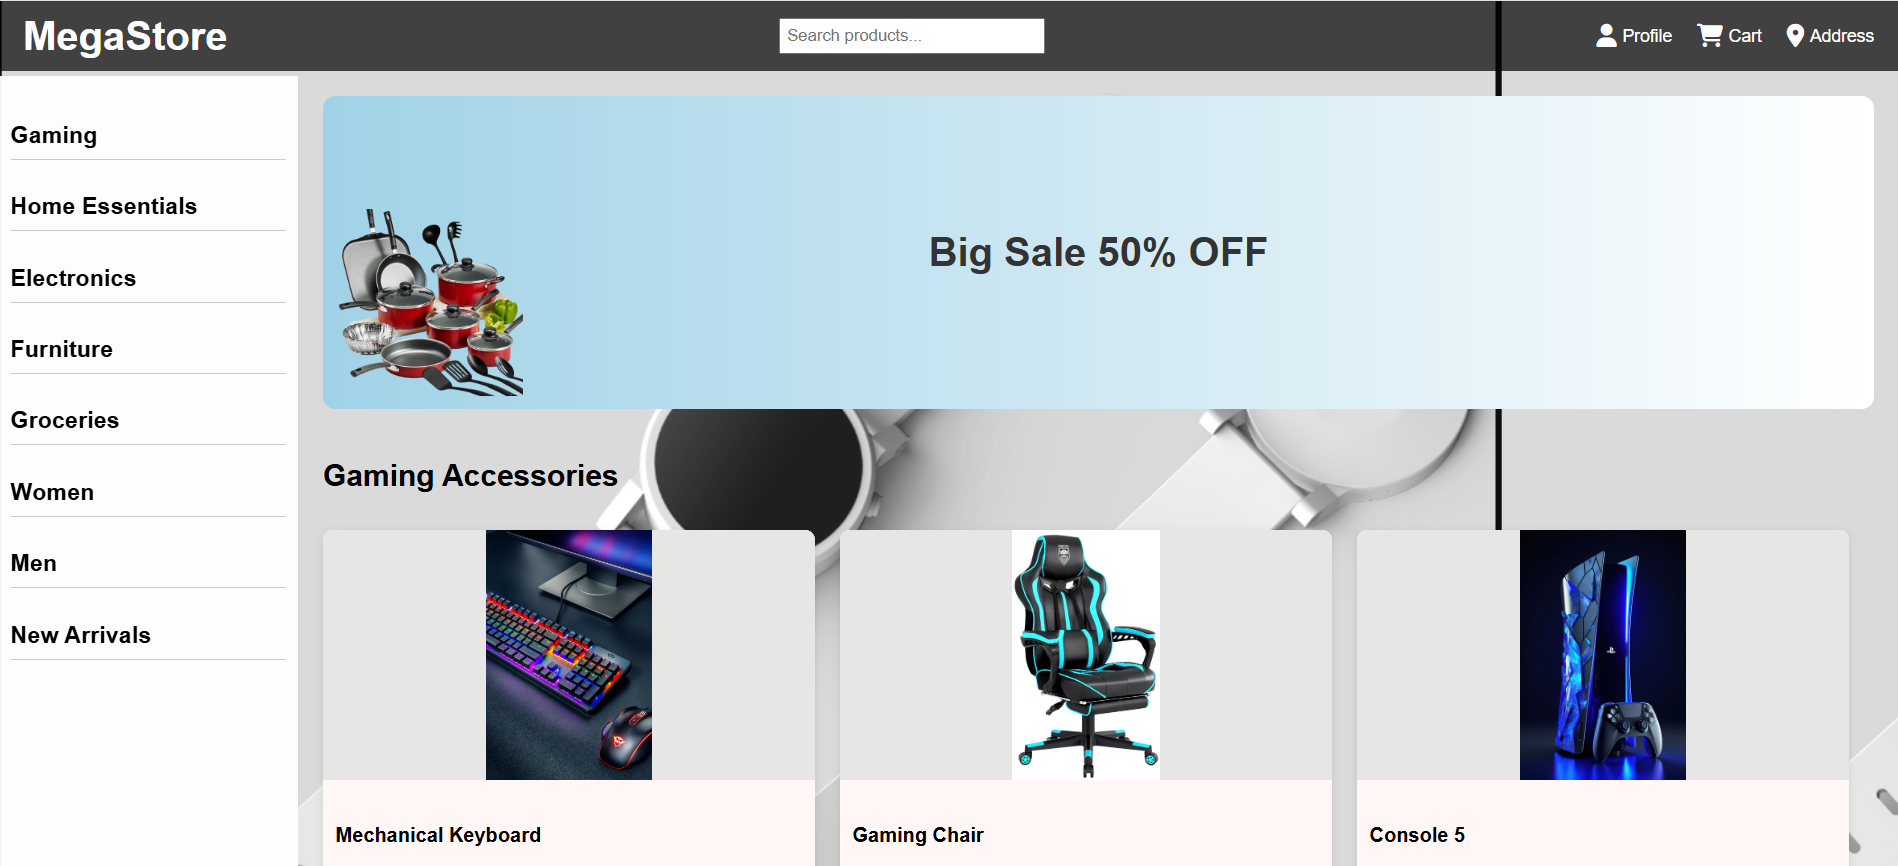 MegaStore
Search products...
Profile
Cart
Address
Gaming
Home Essentials
Electronics
Furniture
Groceries
Women
Men
New Arrivals
Big Sale 50% OFF
Gaming Accessories
Mechanical Keyboard
Gaming Chair
Console 5